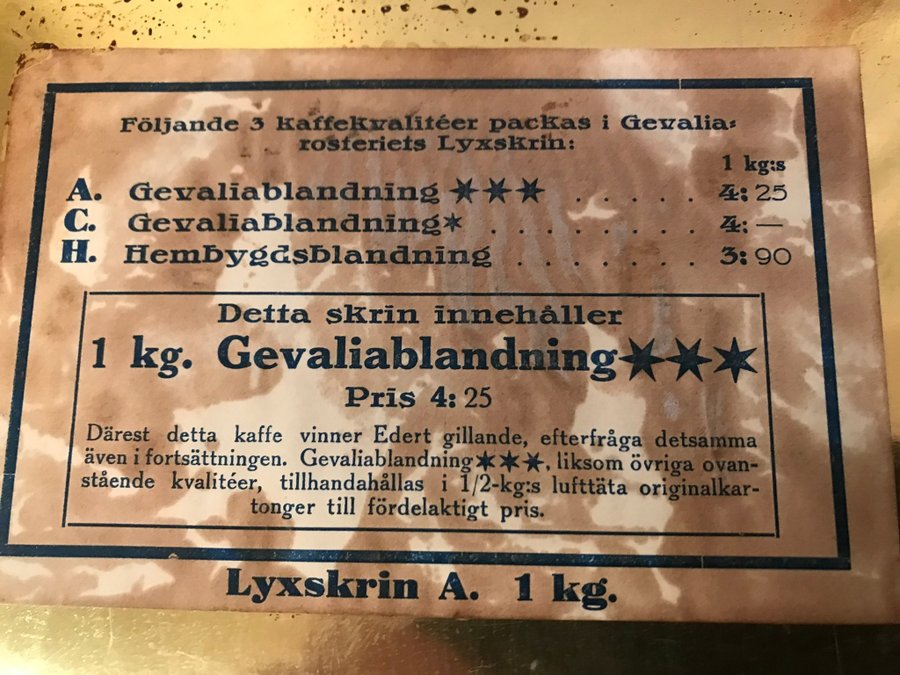 Följande 3 kaffekvalitéer packas i Gevalia-
rosteriets Lyxskrin:
1 kg:s
A. Gevaliablandning ★★★ . . . . . . 4:25
C. Gevaliablandning★ . . . . . . . . 4:—
H. Hembygdsblandning . . . . . . . 3:90
Detta skrin innehåller
1 kg. Gevaliablandning★★★
Pris 4:25
Därest detta kaffe vinner Edert gillande, efterfråga detsamma
även i fortsättningen. Gevaliablandning★★★, liksom övriga ovan-
stående kvalitéer, tillhandahållas i 1/2-kg:s lufttäta originalkar-
tonger till fördelaktigt pris.
Lyxskrin A. 1 kg.